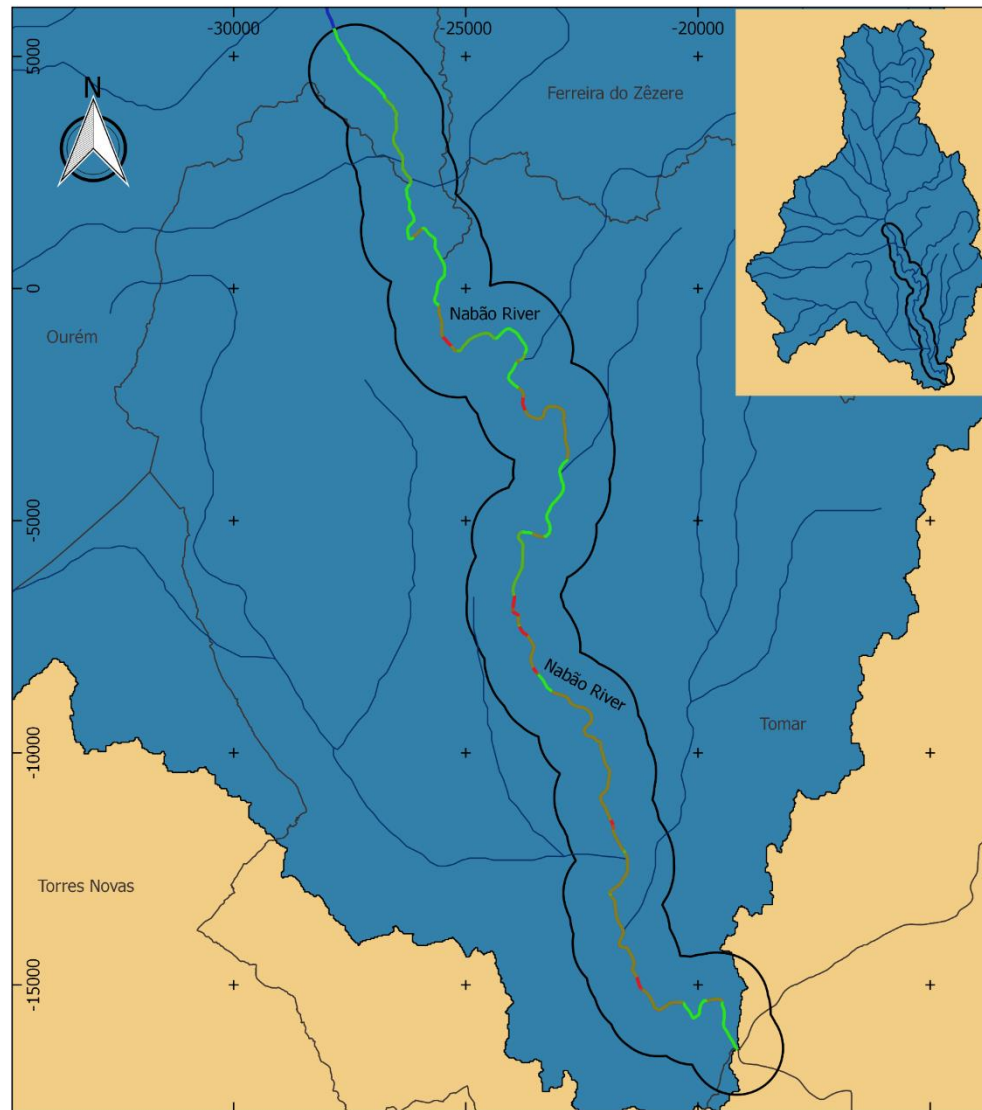 -30000
-25000
-20000
5000
N
Ferreira do Zêzere
0
Nabão River
Ourém
-5000
Nabão River
Tomar
-10000
Torres Novas
-15000